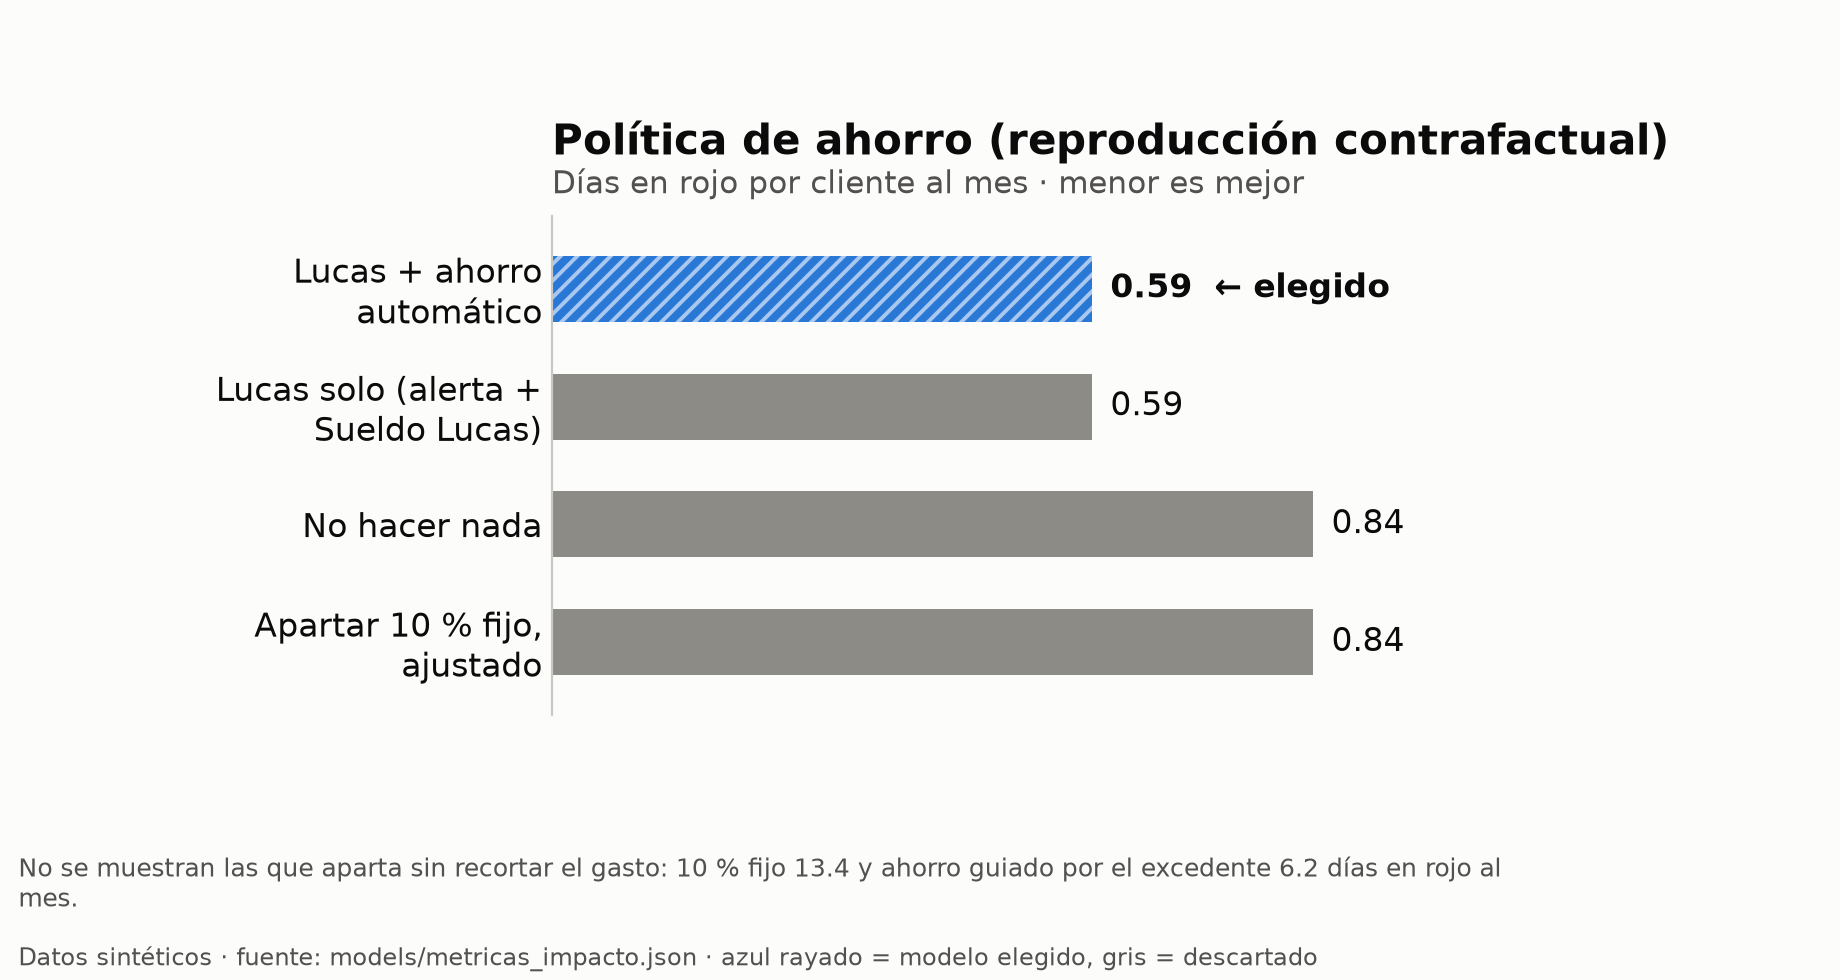 Política de ahorro (reproducción contrafactual)
Días en rojo por cliente al mes · menor es mejor
Lucas + ahorro
automático
0.59 ← elegido
Lucas solo (alerta +
Sueldo Lucas)
0.59
No hacer nada
0.84
Apartar 10 % fijo,
ajustado
0.84
No se muestran las que aparta sin recortar el gasto: 10 % fijo 13.4 y ahorro guiado por el excedente 6.2 días en rojo al
mes.
Datos sintéticos · fuente: models/metricas_impacto.json · azul rayado = modelo elegido, gris = descartado